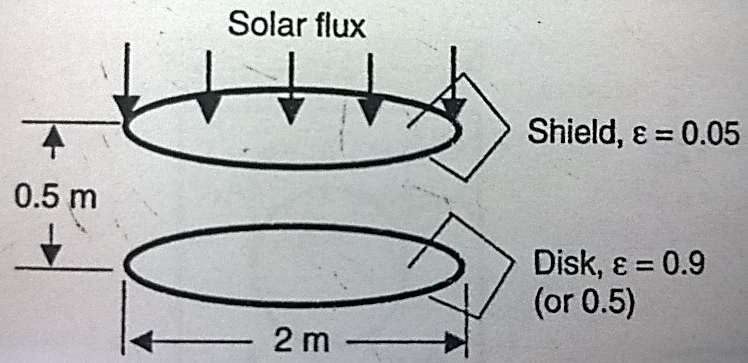 Solar flux
Shield, ε = 0.05
0.5 m
Disk, ε = 0.9
(or 0.5)
2 m